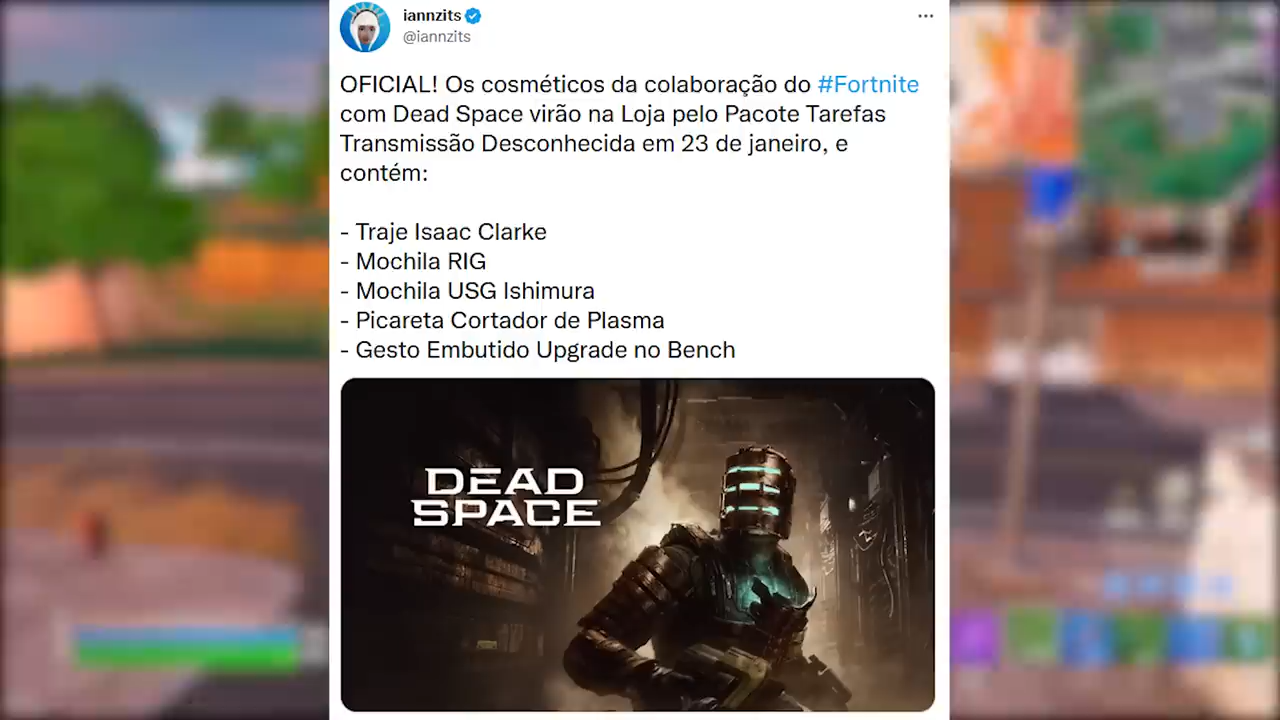 iannzits
@iannzits
OFICIAL! Os cosméticos da colaboração do #Fortnite
com Dead Space virão na Loja pelo Pacote Tarefas
Transmissão Desconhecida em 23 de janeiro, e
contém:
- Traje Isaac Clarke
- Mochila RIG
- Mochila USG Ishimura
- Picareta Cortador de Plasma
- Gesto Embutido Upgrade no Bench
DEAD
SPACE